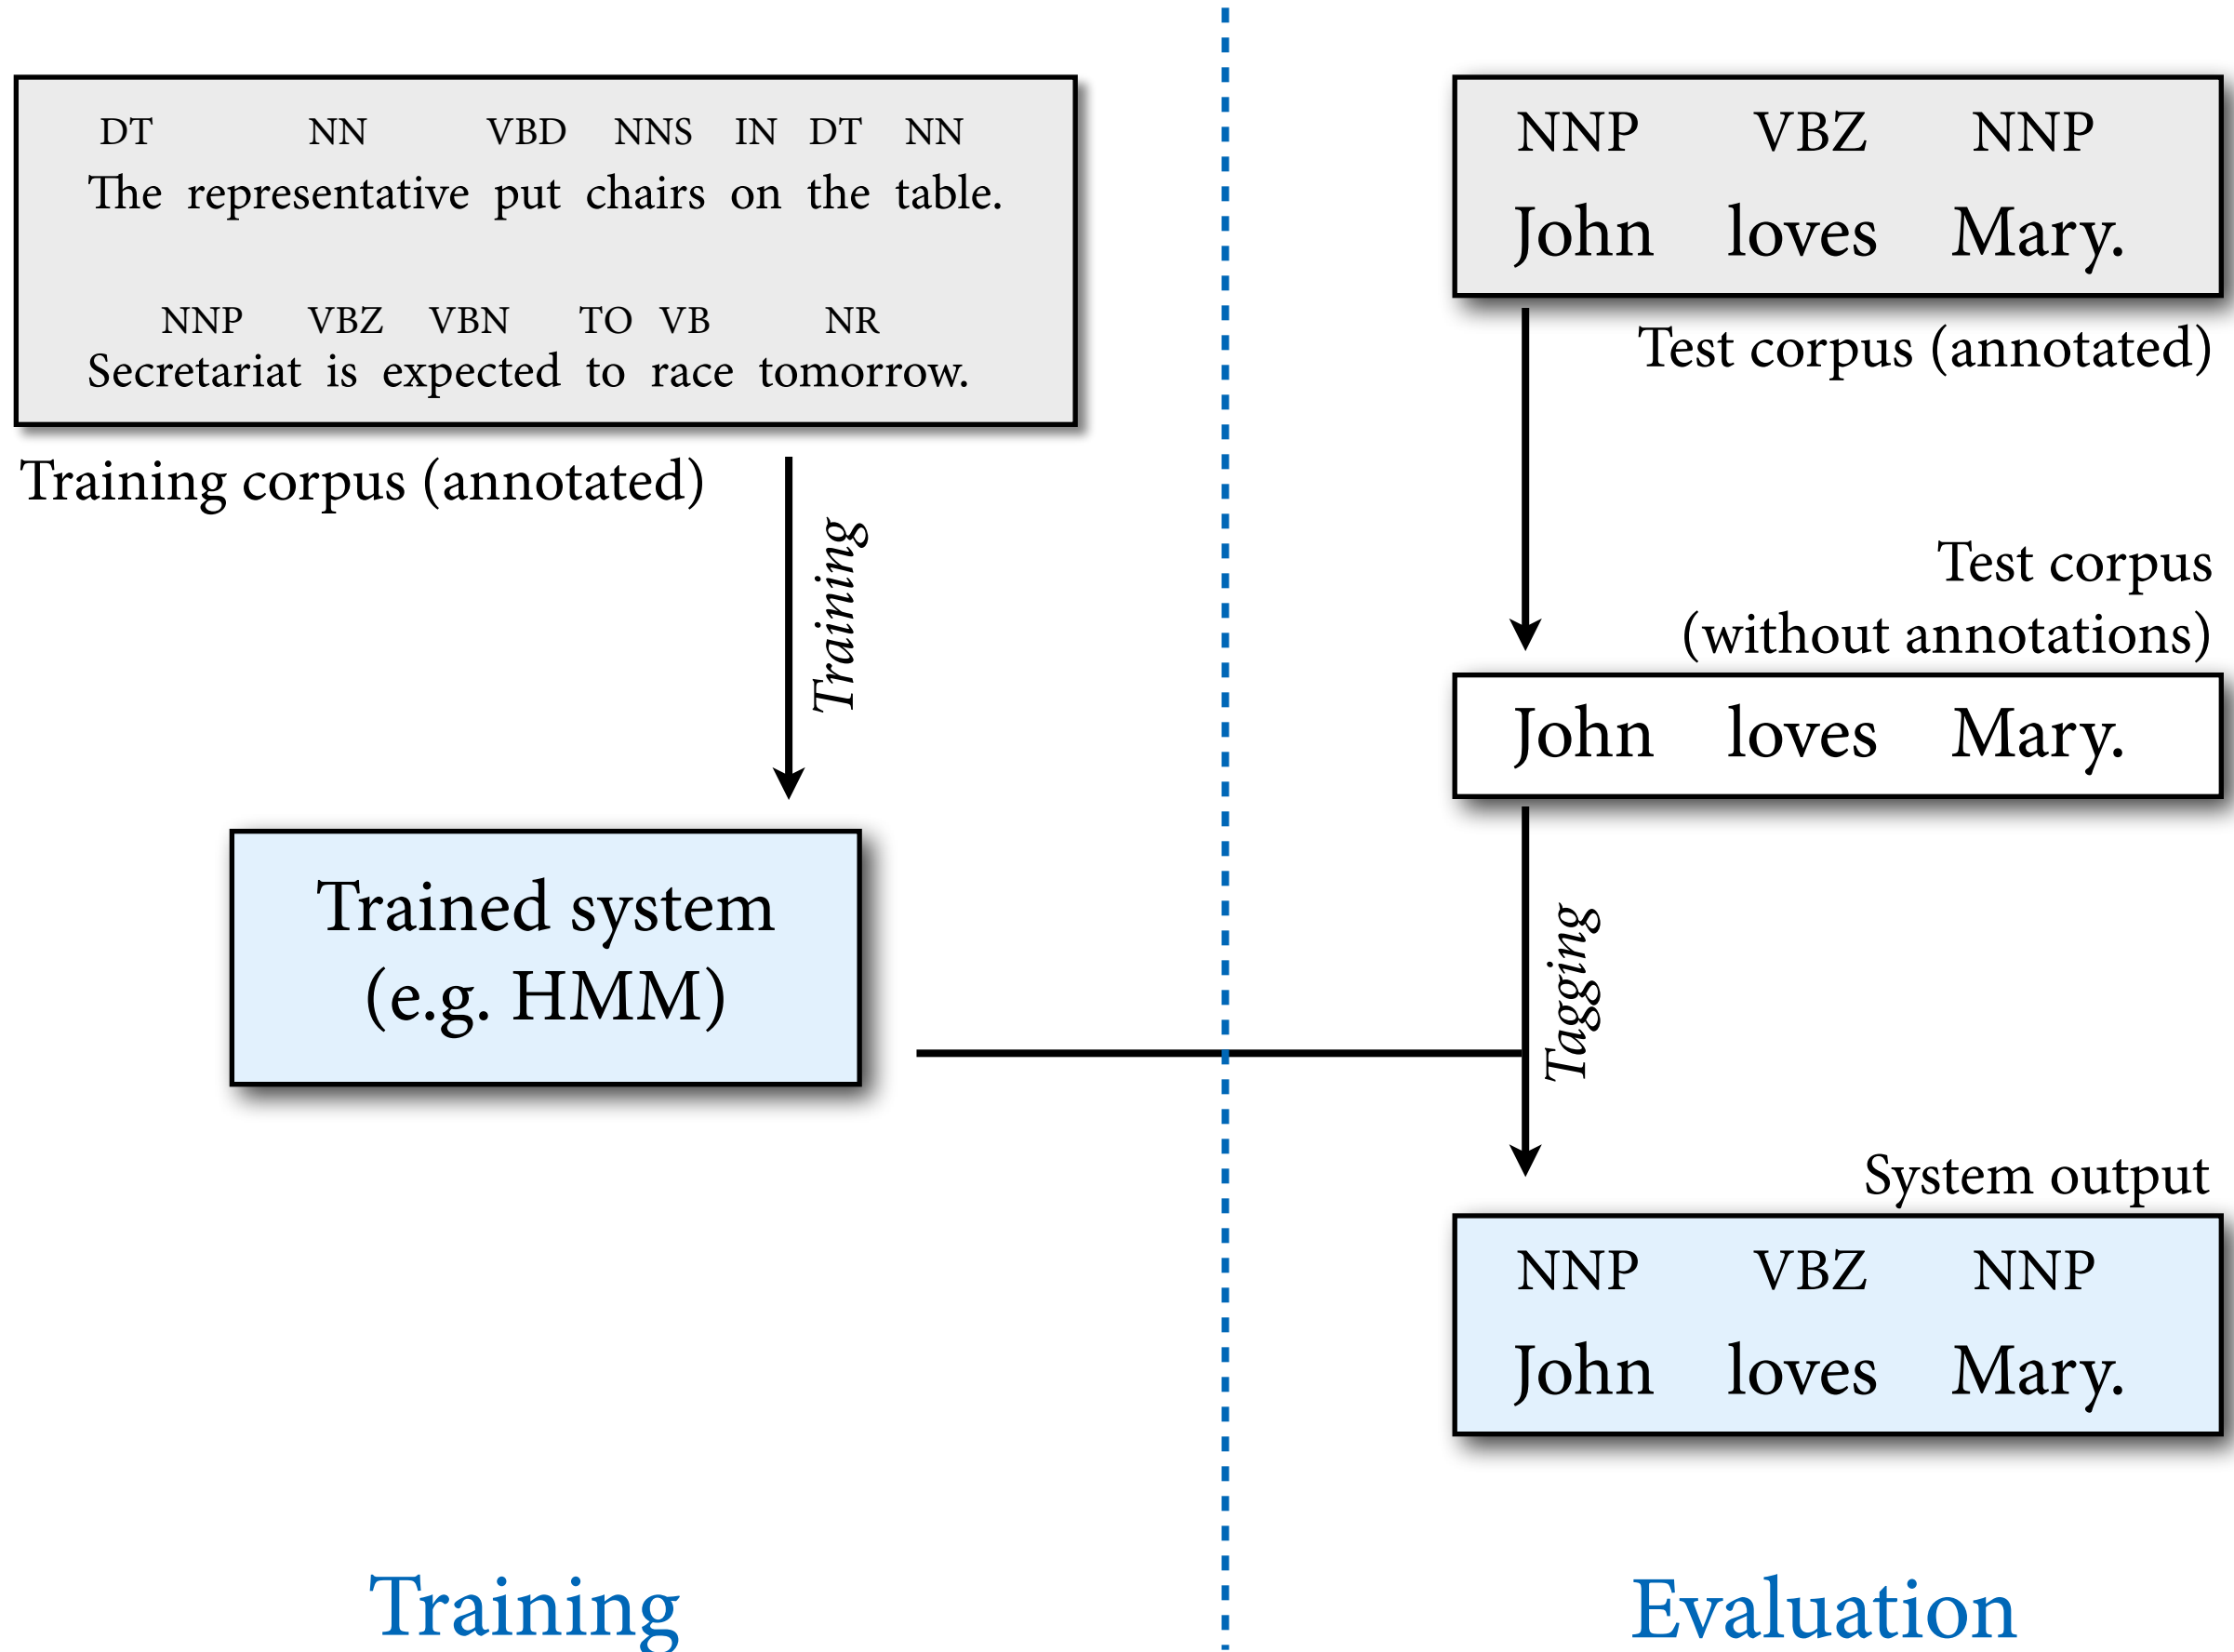 DT NN VBD NNS IN DT NN
The representative put chairs on the table.
NNP VBZ VBN TO VB NR
Secretariat is expected to race tomorrow.
Training corpus (annotated)
Training
Trained system
(e.g. HMM)
Training
NNP VBZ NNP
John loves Mary.
Test corpus (annotated)
Test corpus
(without annotations)
John loves Mary.
Tagging
System output
NNP VBZ NNP
John loves Mary.
Evaluation